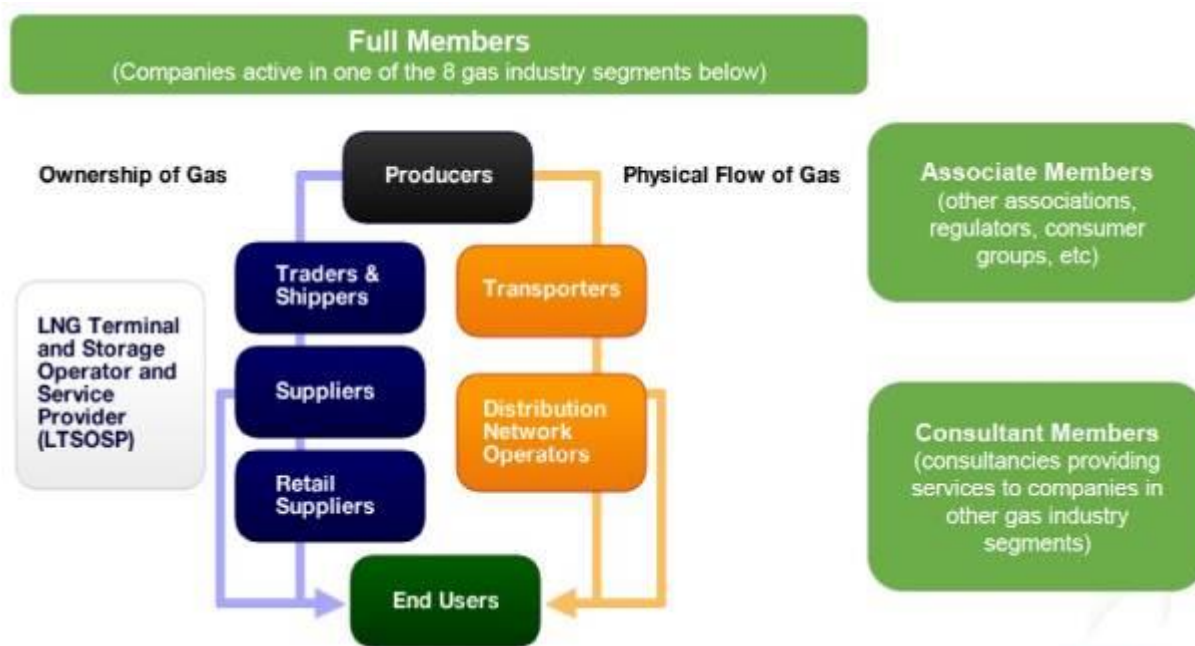 Full Members
(Companies active in one of the 8 gas industry segments below)
Ownership of Gas
Producers
Physical Flow of Gas
Traders &
Shippers
Transporters
LNG Terminal
and Storage
Operator and
Service
Provider
(LTSOSP)
Suppliers
Distribution
Network
Operators
Retail
Suppliers
End Users
Associate Members
(other associations,
regulators, consumer
groups, etc)
Consultant Members
(consultancies providing
services to companies in
other gas industry
segments)